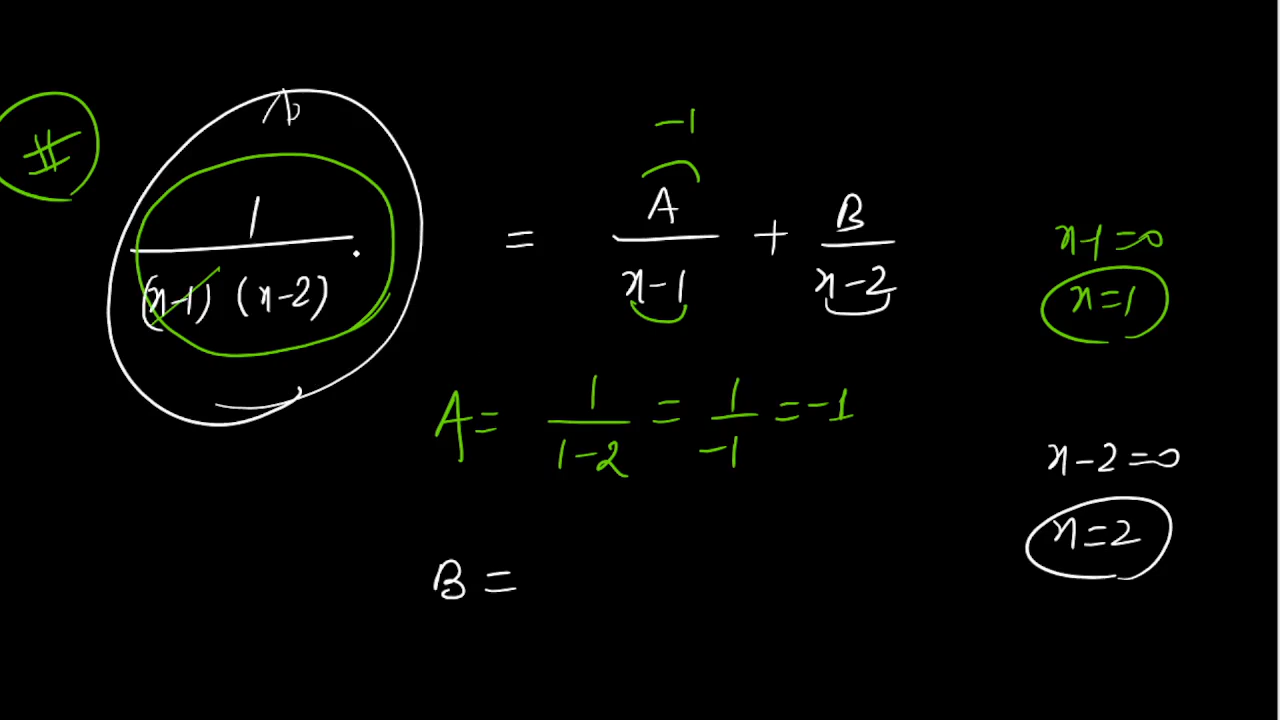 #
1/((x-1)(x-2)) = A/(x-1) + B/(x-2)
-1
x-1=0
x=1
A = 1/(1-2) = 1/-1 = -1
x-2=0
x=2
B =